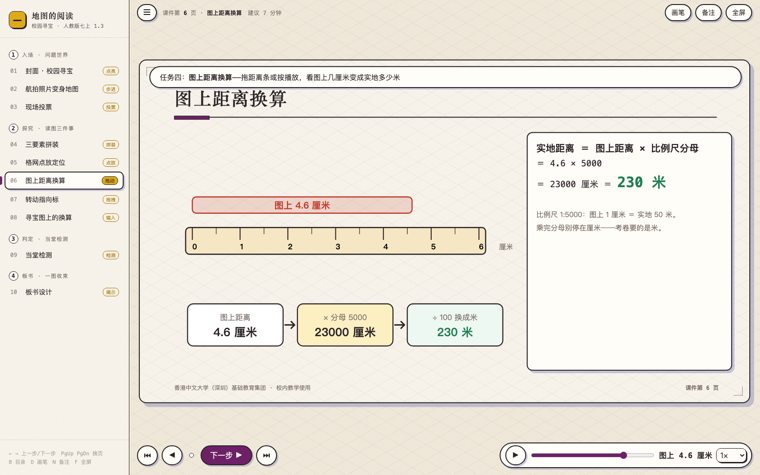 地图的阅读
校园寻宝 · 人教版七上 1.3
1 入场 · 问题世界
01 封面·校园寻宝 点亮
02 航拍照片变身地图 步进
03 现场投票 投票
2 探究 · 读图三件事
04 三要素拼装 拼装
05 格网点放定位 点放
06 图上距离换算 拖动
07 转动指向标 拖拽
08 寻宝图上的换算 输入
3 判定 · 当堂检测
09 当堂检测 检测
4 板书 · 一图收束
10 板书设计
← → 上一步/下一步 PgUp PgDn 换页
B 目录 D 画笔 N 备注 F 全屏
课件第 6 页 · 图上距离换算 建议 7 分钟
画笔 备注 全屏
任务四：图上距离换算——拖距离条或按播放，看图上几厘米变成实地多少米
图上距离换算
图上 4.6 厘米
0 1 2 3 4 5 6 厘米
图上距离
4.6 厘米
× 分母 5000
23000 厘米
÷ 100 换成米
230 米
实地距离 ＝ 图上距离 × 比例尺分母
＝ 4.6 × 5000
＝ 23000 厘米 ＝ 230 米
比例尺 1:5000：图上 1 厘米 ＝ 实地 50 米。
乘完分母别停在厘米——考卷要的是米。
香港中文大学（深圳）基础教育集团 · 校内教学使用
课件第 6 页
下一步 ▶
图上 4.6 厘米 1×